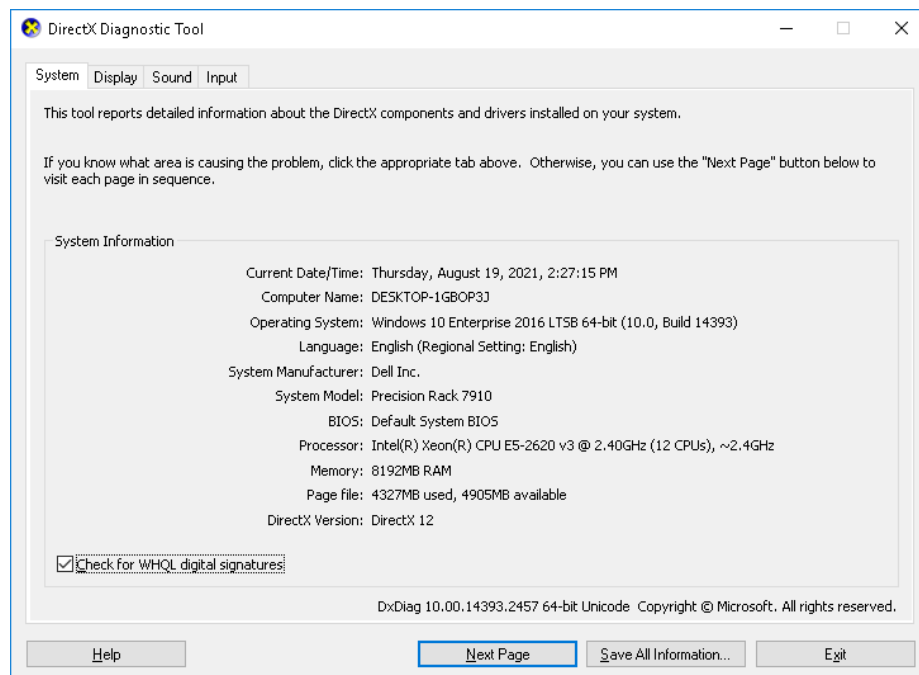 DirectX Diagnostic Tool
System Display Sound Input
This tool reports detailed information about the DirectX components and drivers installed on your system.
If you know what area is causing the problem, click the appropriate tab above. Otherwise, you can use the "Next Page" button below to
visit each page in sequence.
System Information
Current Date/Time: Thursday, August 19, 2021, 2:27:15 PM
Computer Name: DESKTOP-1GBOP3J
Operating System: Windows 10 Enterprise 2016 LTSB 64-bit (10.0, Build 14393)
Language: English (Regional Setting: English)
System Manufacturer: Dell Inc.
System Model: Precision Rack 7910
BIOS: Default System BIOS
Processor: Intel(R) Xeon(R) CPU E5-2620 v3 @ 2.40GHz (12 CPUs), ~2.4GHz
Memory: 8192MB RAM
Page file: 4327MB used, 4905MB available
DirectX Version: DirectX 12
Check for WHQL digital signatures
DxDiag 10.00.14393.2457 64-bit Unicode Copyright © Microsoft. All rights reserved.
Help Next Page Save All Information... Exit